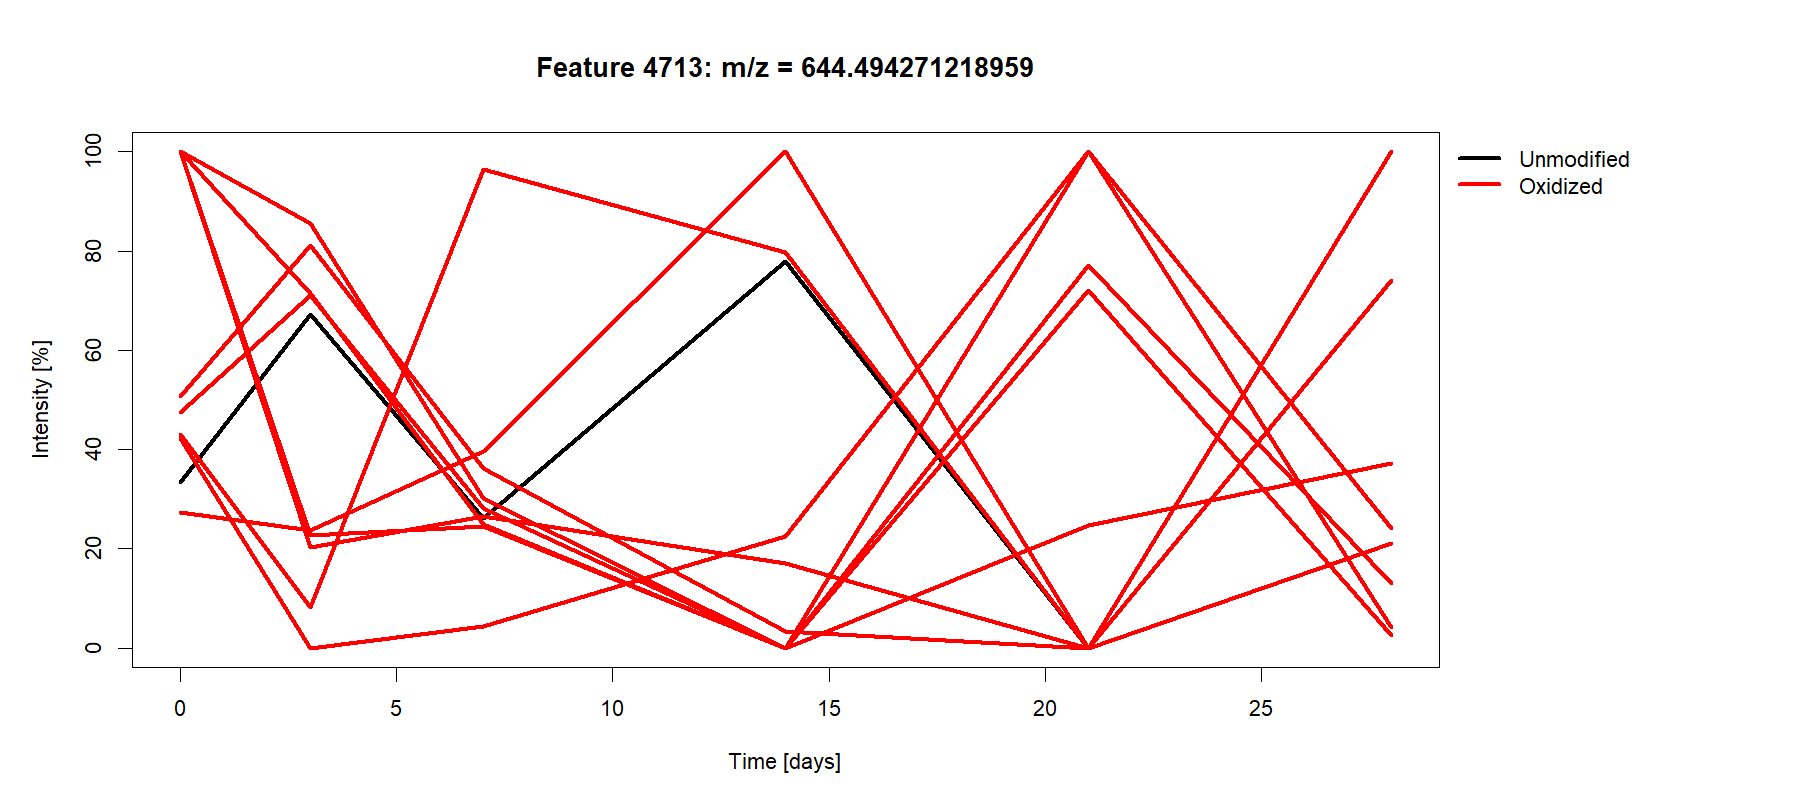 Feature 4713: m/z = 644.494271218959
Unmodified
Oxidized
Intensity [%]
100
80
60
40
20
0
0 5 10 15 20 25
Time [days]